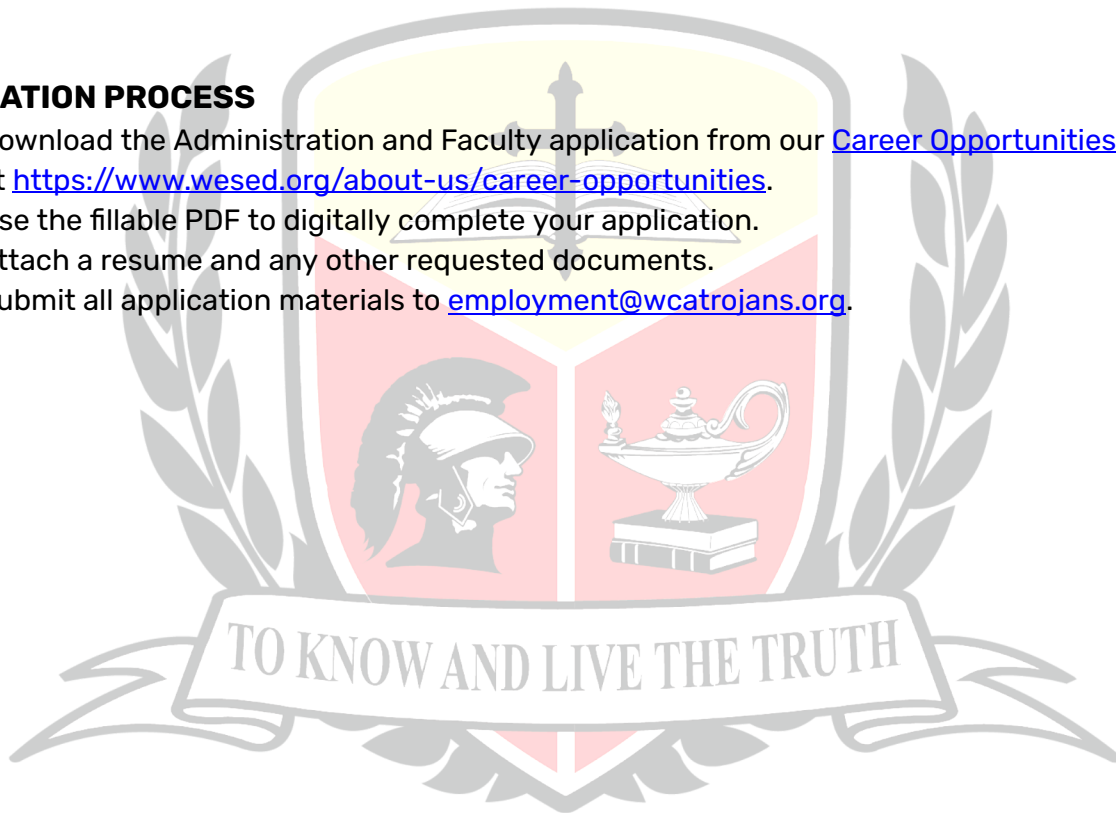 ATION PROCESS
ownload the Administration and Faculty application from our Career Opportunities
t https://www.wesed.org/about-us/career-opportunities.
se the fillable PDF to digitally complete your application.
ttach a resume and any other requested documents.
ubmit all application materials to employment@wcatrojans.org.
TO KNOW AND LIVE THE TRUTH